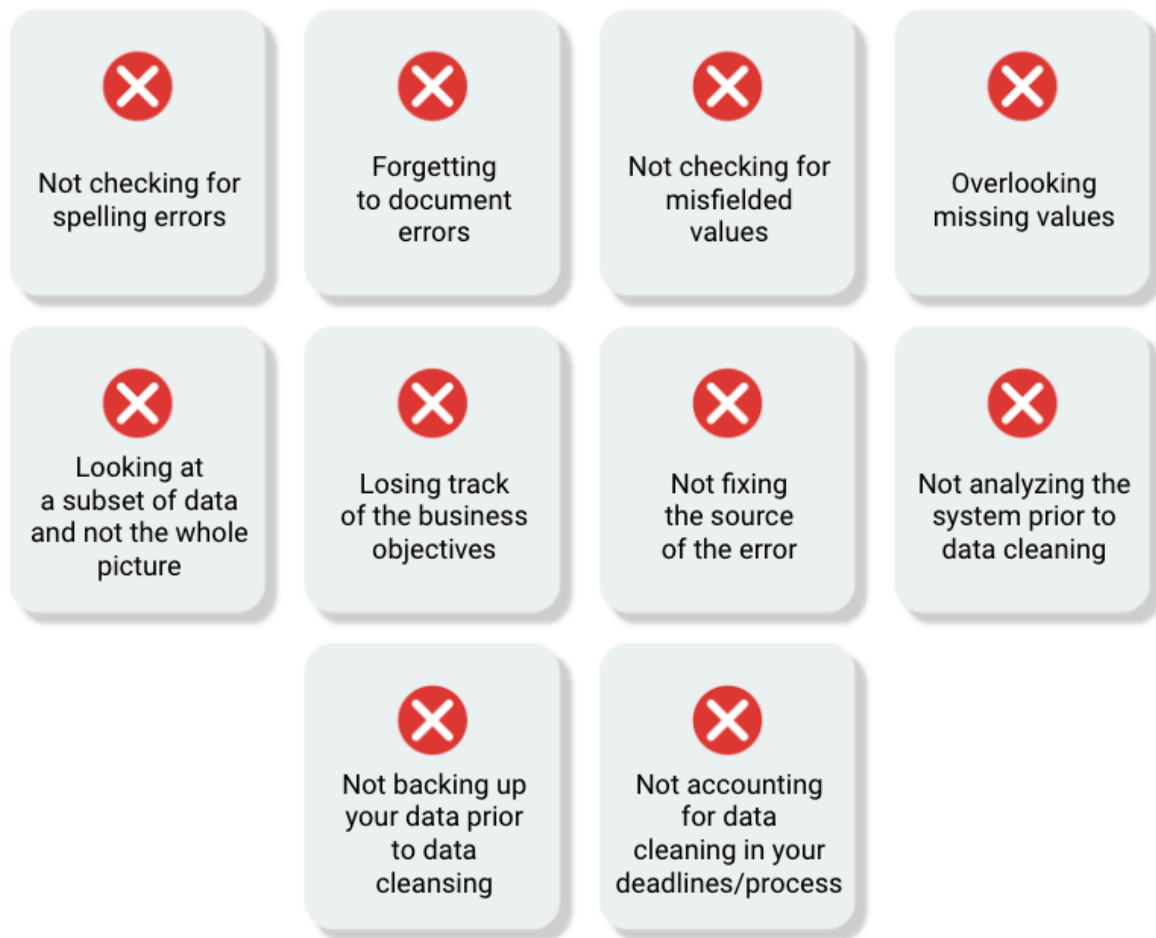 Not checking for
spelling errors
Forgetting
to document
errors
Not checking for
misfielded
values
Overlooking
missing values
Looking at
a subset of data
and not the whole
picture
Losing track
of the business
objectives
Not fixing
the source
of the error
Not analyzing the
system prior to
data cleaning
Not backing up
your data prior
to data
cleansing
Not accounting
for data
cleaning in your
deadlines/process